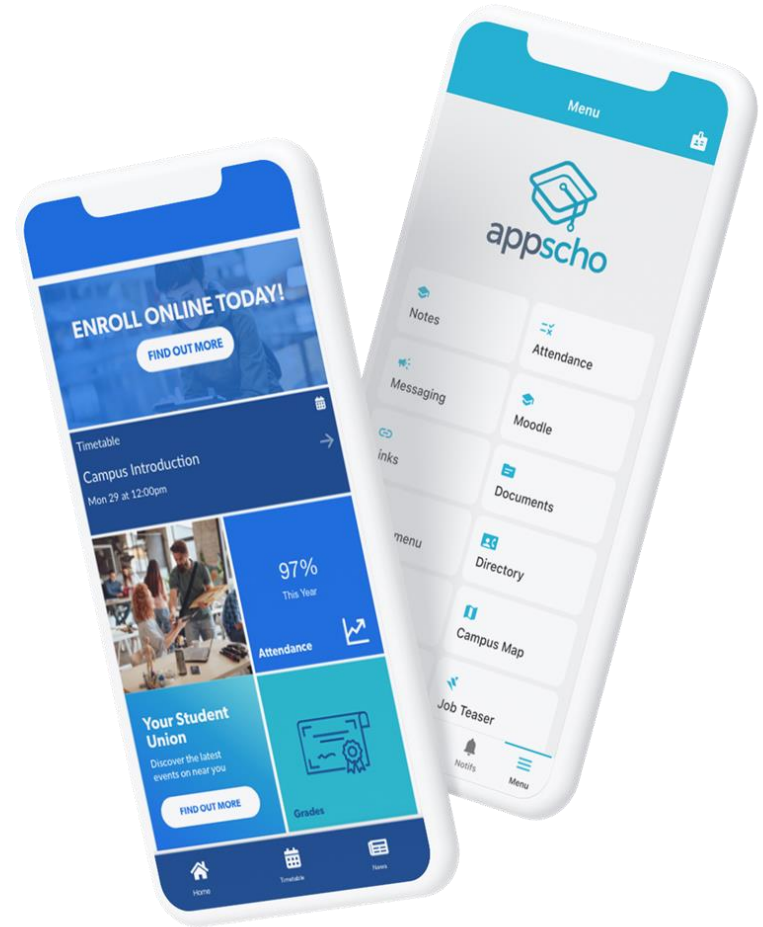 ENROLL ONLINE TODAY!
FIND OUT MORE
Timetable
Campus Introduction
Mon 29 at 12:00pm
97%
This Year
Attendance
Your Student
Union
Discover the latest
events on near you
FIND OUT MORE
Grades
Home
Timetable
News
Menu
appscho
Notes
Attendance
Messaging
Moodle
inks
Documents
menu
Directory
Campus Map
Job Teaser
Notifs
Menu